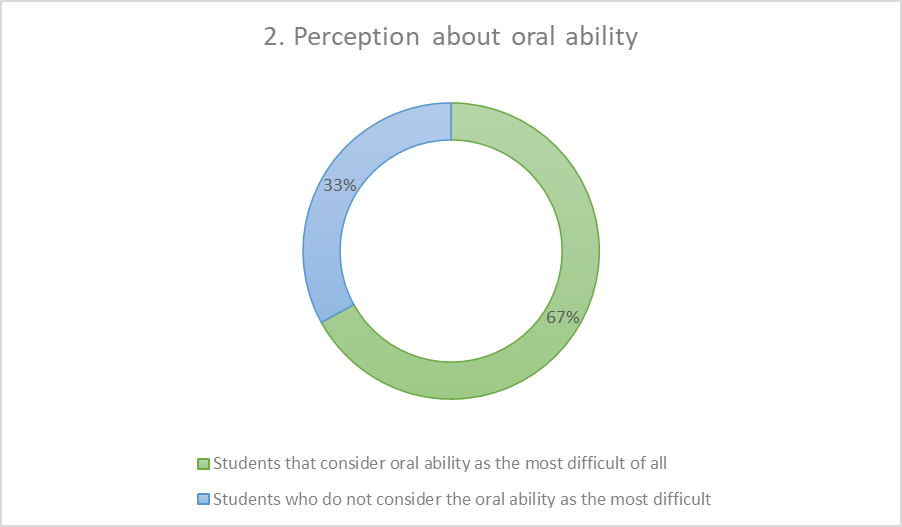 2. Perception about oral ability
33%
67%
Students that consider oral ability as the most difficult of all
Students who do not consider the oral ability as the most difficult